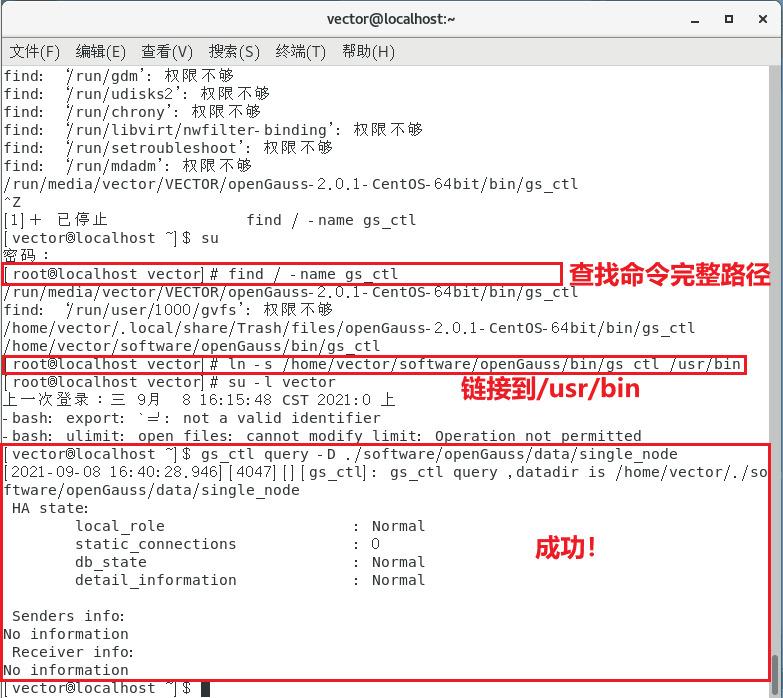 vector@localhost:~
文件(F) 编辑(E) 查看(V) 搜索(S) 终端(T) 帮助(H)
find: ‘/run/gdm’: 权限不够
find: ‘/run/udisks2’: 权限不够
find: ‘/run/chrony’: 权限不够
find: ‘/run/libvirt/nwfilter-binding’: 权限不够
find: ‘/run/setroubleshoot’: 权限不够
find: ‘/run/mdadm’: 权限不够
/run/media/vector/VECTOR/openGauss-2.0.1-CentOS-64bit/bin/gs_ctl
^Z
[1]+ 已停止 find / -name gs_ctl
[vector@localhost ~]$ su
密码：
[root@localhost vector]# find / -name gs_ctl
查找命令完整路径
/run/media/vector/VECTOR/openGauss-2.0.1-CentOS-64bit/bin/gs_ctl
find: ‘/run/user/1000/gvfs’: 权限不够
/home/vector/.local/share/Trash/files/openGauss-2.0.1-CentOS-64bit/bin/gs_ctl
/home/vector/software/openGauss/bin/gs_ctl
[root@localhost vector]# ln -s /home/vector/software/openGauss/bin/gs_ctl /usr/bin
[root@localhost vector]# su -l vector
链接到/usr/bin
上一次登录：三 9月 8 16:15:48 CST 2021:0 上
-bash: export: `=': not a valid identifier
-bash: ulimit: open files: cannot modify limit: Operation not permitted
[vector@localhost ~]$ gs_ctl query -D ./software/openGauss/data/single_node
[2021-09-08 16:40:28.946][4047][][gs_ctl]: gs_ctl query ,datadir is /home/vector/./so
ftware/openGauss/data/single_node
HA state:
local_role : Normal
static_connections : 0
成功！
db_state : Normal
detail_information : Normal
Senders info:
No information
Receiver info:
No information
[vector@localhost ~]$